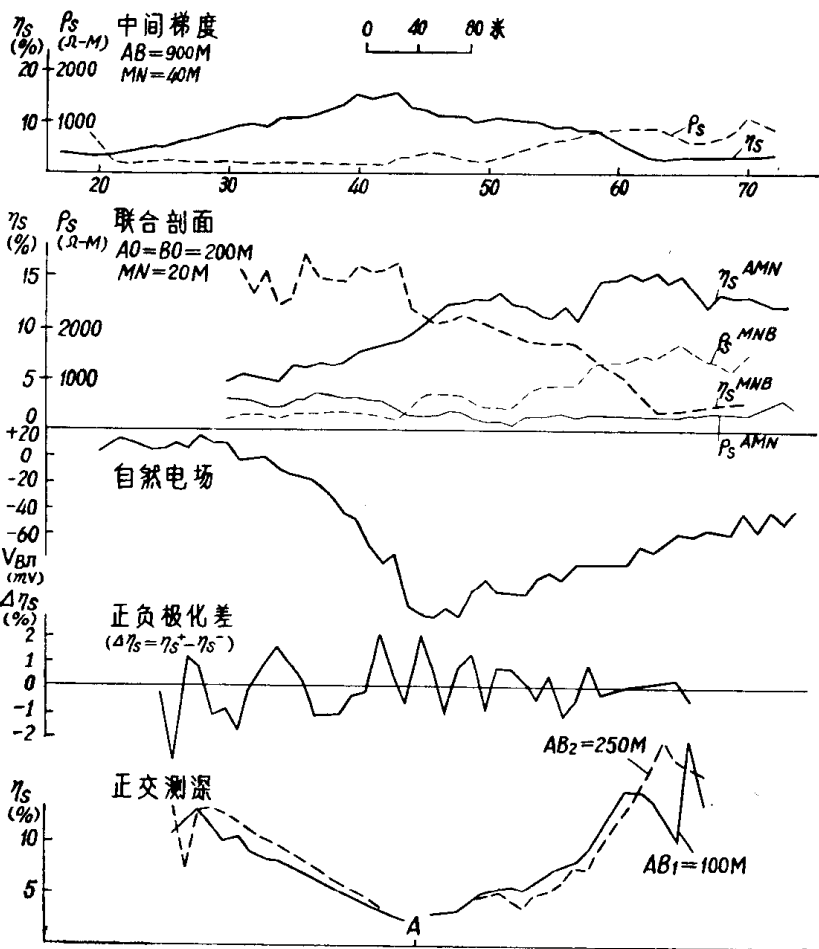 ηs ρs 中间梯度
(%) (Ω-M) AB=900M
MN=40M
0 40 80 米
20 2000
10 1000
ρs
ηs
20 30 40 50 60 70
ηs ρs 联合剖面
(%) (Ω-M) AO=BO=200M
MN=20M
15
10 2000
5 1000
0
ηs AMN
ρs MNB
ηs MNB
ρs AMN
+20
0
-20
-40
-60
自然电场
VВП
(mV)
Δηs
(%)
正负极化差
(Δηs=ηs⁺-ηs⁻)
2
1
0
-1
-2
AB₂=250M
ηs
(%)
正交测深
10
5
AB₁=100M
A